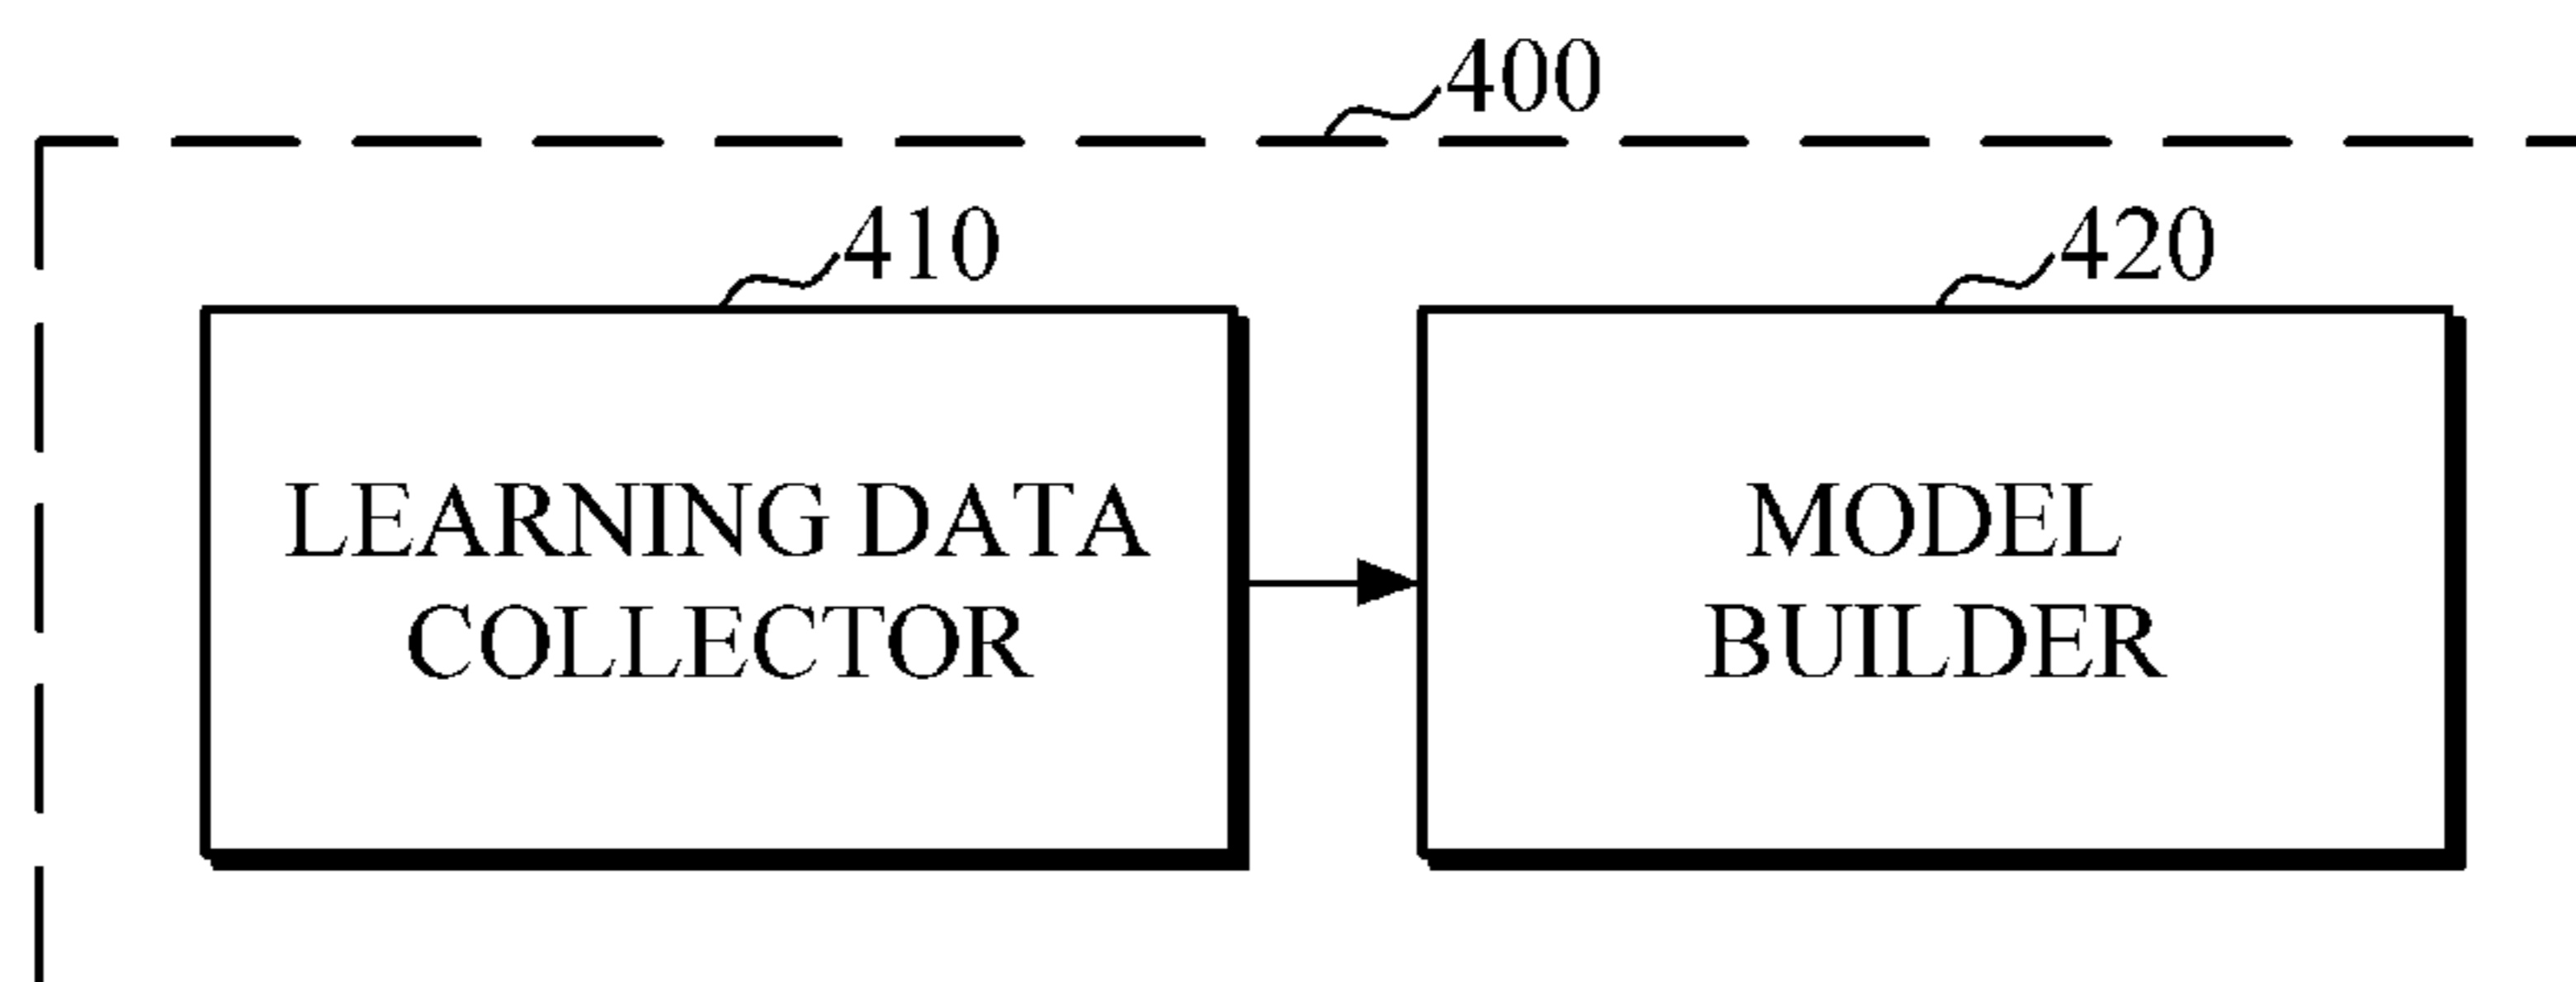 400
410
420
LEARNING DATA
COLLECTOR
MODEL
BUILDER